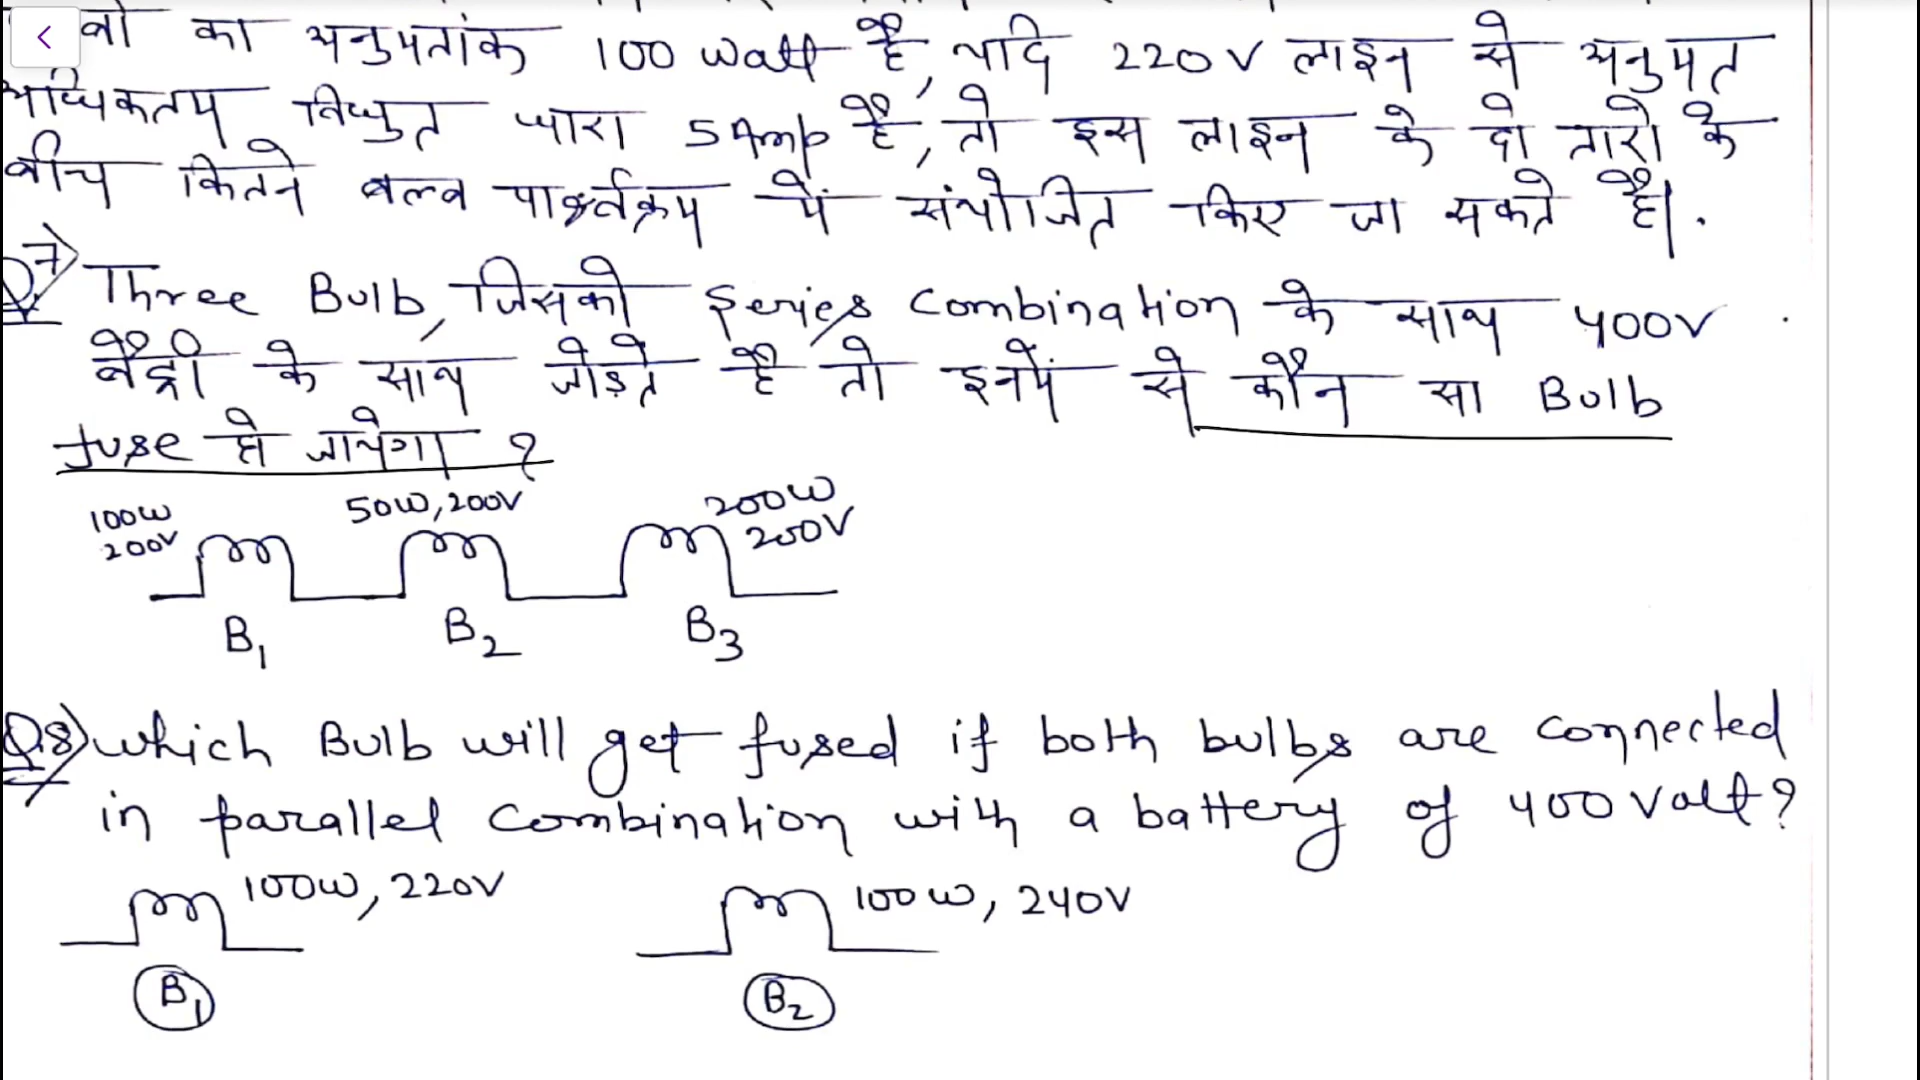 का अनुमतांक 100 watt है, यदि 220V लाइन से अनुमत
अधिकतम विधुत धारा 5 Amp है, तो इस लाइन के दो तारो के
बीच कितने बल्व पार्श्वक्रम में संयोजित किए जा सकते है।.
Q7) Three Bulb, जिसको Series Combination के साथ 400V
बैट्री के साथ जोड़ते है तो इनमें से कौन सा Bulb
fuse हो जायेगा ?
100W 200V
50W, 200V
200W 200V
B1 B2 B3
Q.8) which Bulb will get fused if both bulbs are connected
in parallel combination with a battery of 400 Volt?
100W, 220V 100W, 240V
B1 B2